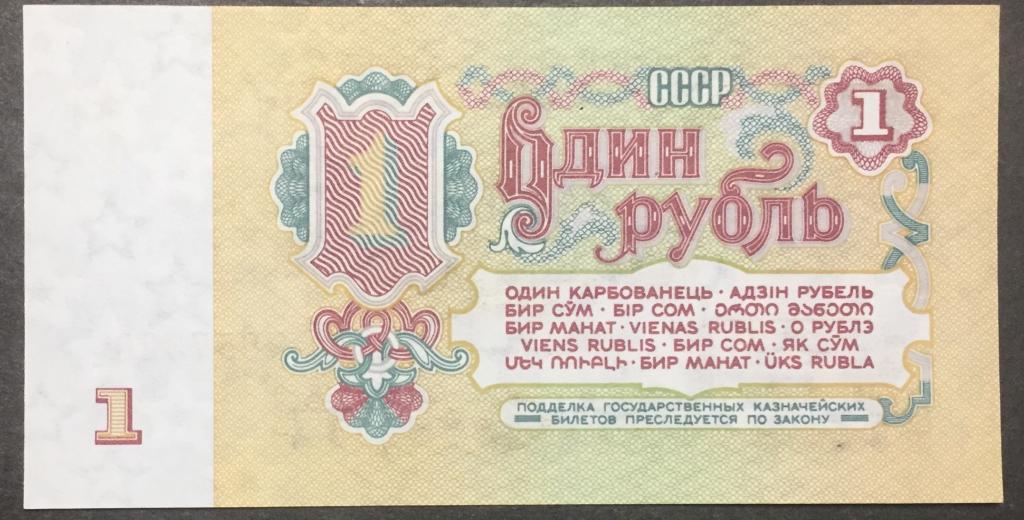 СССР
1
1
Один
рубль
ОДИН КАРБОВАНЕЦЬ · АДЗІН РУБЕЛЬ
БИР СЎМ · БІР СОМ · ᲔᲠᲗᲘ ᲛᲐᲜᲔᲗᲘ
БИР МАНАТ · VIENAS RUBLIS · О РУБЛЭ
VIENS RUBLIS · БИР СОМ · ЯК СӮМ
ՄԵԿ ՌՈՒԲԼԻ · БИР МАНАТ · ÜKS RUBLA
ПОДДЕЛКА ГОСУДАРСТВЕННЫХ КАЗНАЧЕЙСКИХ
БИЛЕТОВ ПРЕСЛЕДУЕТСЯ ПО ЗАКОНУ
1